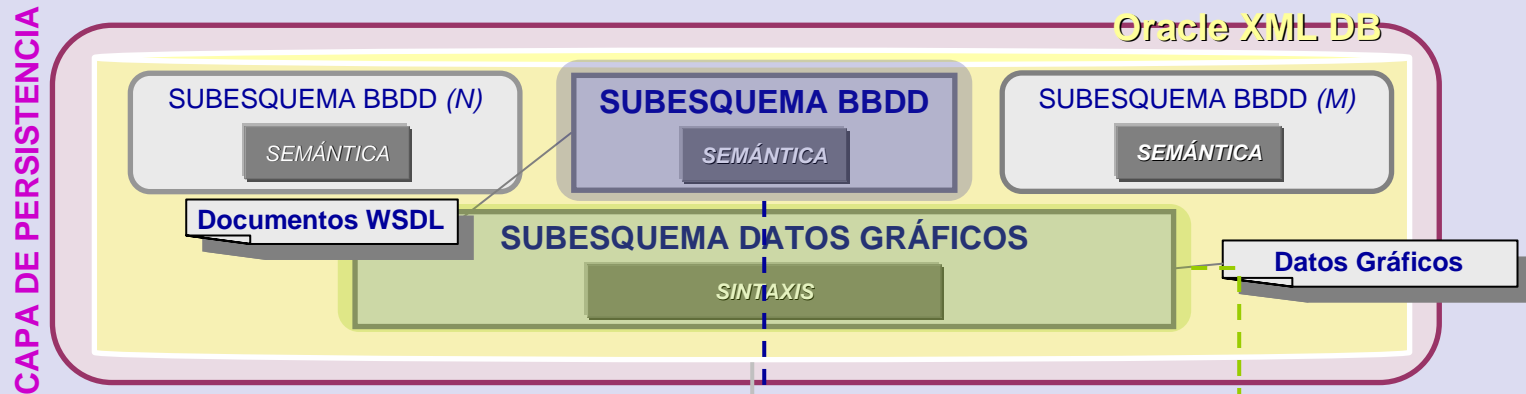 CAPA DE PERSISTENCIA
Oracle XML DB
SUBESQUEMA BBDD (N)
SEMÁNTICA
SUBESQUEMA BBDD
SEMÁNTICA
SUBESQUEMA BBDD (M)
SEMÁNTICA
Documentos WSDL
SUBESQUEMA DATOS GRÁFICOS
SINTAXIS
Datos Gráficos